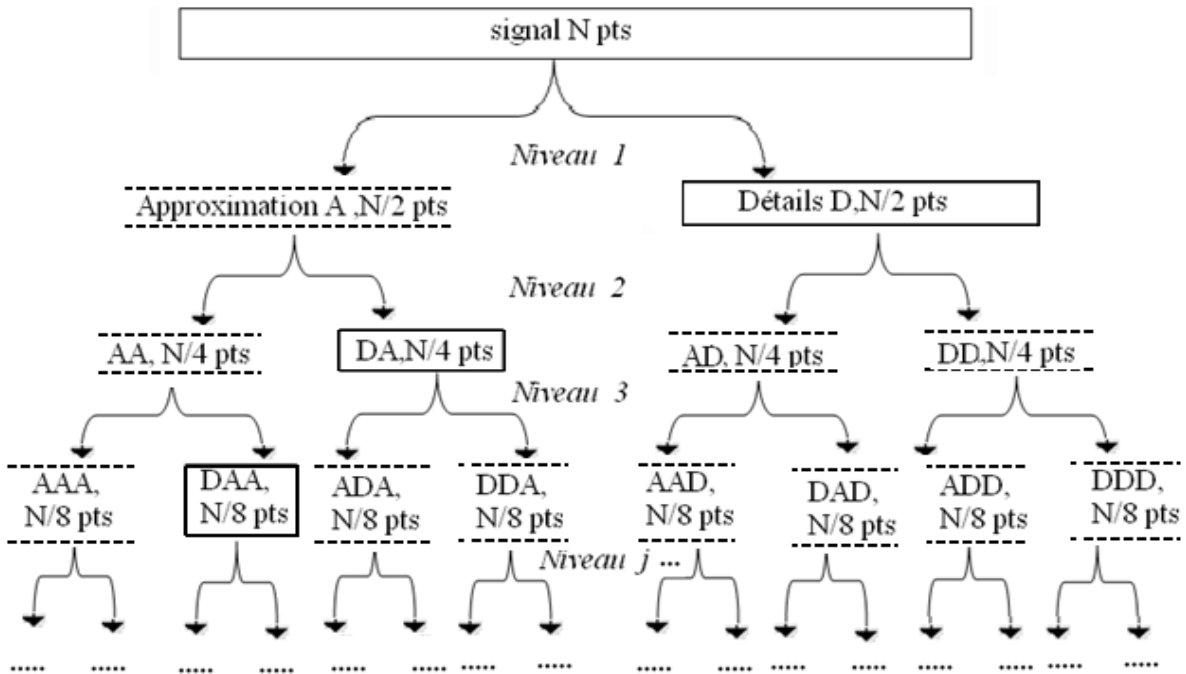 signal N pts
Niveau 1
Approximation A ,N/2 pts
Détails D,N/2 pts
Niveau 2
AA, N/4 pts
DA,N/4 pts
AD, N/4 pts
DD,N/4 pts
Niveau 3
AAA,
N/8 pts
DAA,
N/8 pts
ADA,
N/8 pts
DDA,
N/8 pts
AAD,
N/8 pts
DAD,
N/8 pts
ADD,
N/8 pts
DDD,
N/8 pts
Niveau j ...
..... ..... ..... ..... ..... ..... ..... ..... ..... ..... ..... ..... ..... ..... ..... .....